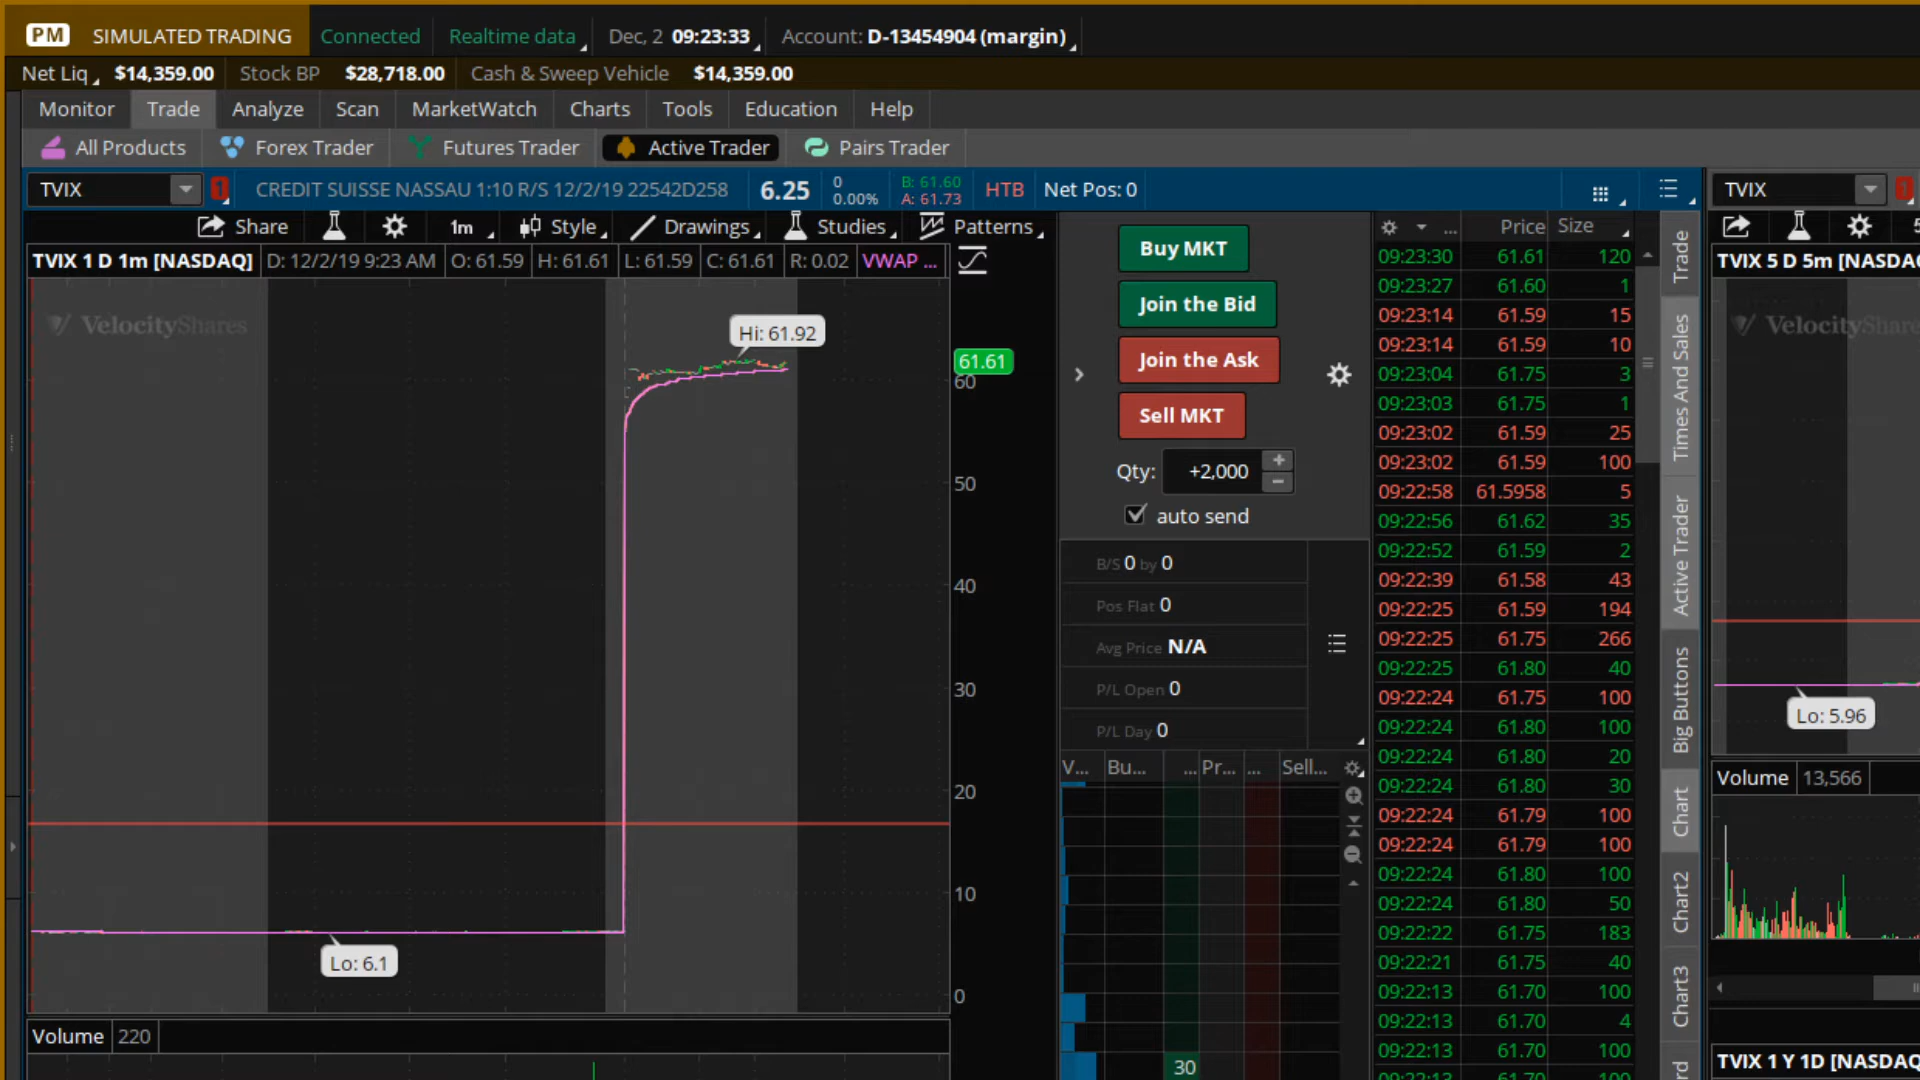 PM SIMULATED TRADING Connected Realtime data Dec, 2 09:23:33 Account: D-13454904 (margin)
Net Liq $14,359.00 Stock BP $28,718.00 Cash & Sweep Vehicle $14,359.00
Monitor Trade Analyze Scan MarketWatch Charts Tools Education Help
All Products Forex Trader Futures Trader Active Trader Pairs Trader
TVIX 1 CREDIT SUISSE NASSAU 1:10 R/S 12/2/19 22542D258 6.25 0 0.00% B: 61.60 A: 61.73 HTB Net Pos: 0
Share 1m Style Drawings Studies Patterns
TVIX 1 D 1m [NASDAQ] D: 12/2/19 9:23 AM O: 61.59 H: 61.61 L: 61.59 C: 61.61 R: 0.02 VWAP ...
VelocityShares
Hi: 61.92
61.61
60
50
40
30
20
10
0
Lo: 6.1
Volume 220
Buy MKT
Join the Bid
Join the Ask
Sell MKT
Qty: +2,000
auto send
B/S 0 by 0
Pos Flat 0
Avg Price N/A
P/L Open 0
P/L Day 0
V... Bu... ... Pr... ... Sell...
30
... Price Size
09:23:30 61.61 120
09:23:27 61.60 1
09:23:14 61.59 15
09:23:14 61.59 10
09:23:04 61.75 3
09:23:03 61.75 1
09:23:02 61.59 25
09:23:02 61.59 100
09:22:58 61.5958 5
09:22:56 61.62 35
09:22:52 61.59 2
09:22:39 61.58 43
09:22:25 61.59 194
09:22:25 61.75 266
09:22:25 61.80 40
09:22:24 61.75 100
09:22:24 61.80 100
09:22:24 61.80 20
09:22:24 61.80 30
09:22:24 61.79 100
09:22:24 61.79 100
09:22:24 61.80 100
09:22:24 61.80 50
09:22:22 61.75 183
09:22:21 61.75 40
09:22:13 61.70 100
09:22:13 61.70 4
09:22:13 61.70 100
Trade
Times And Sales
Active Trader
Big Buttons
Chart
Chart2
Chart3
TVIX 1
TVIX 5 D 5m [NASDAQ
VelocityShare
Lo: 5.96
Volume 13,566
TVIX 1 Y 1D [NASDAQ